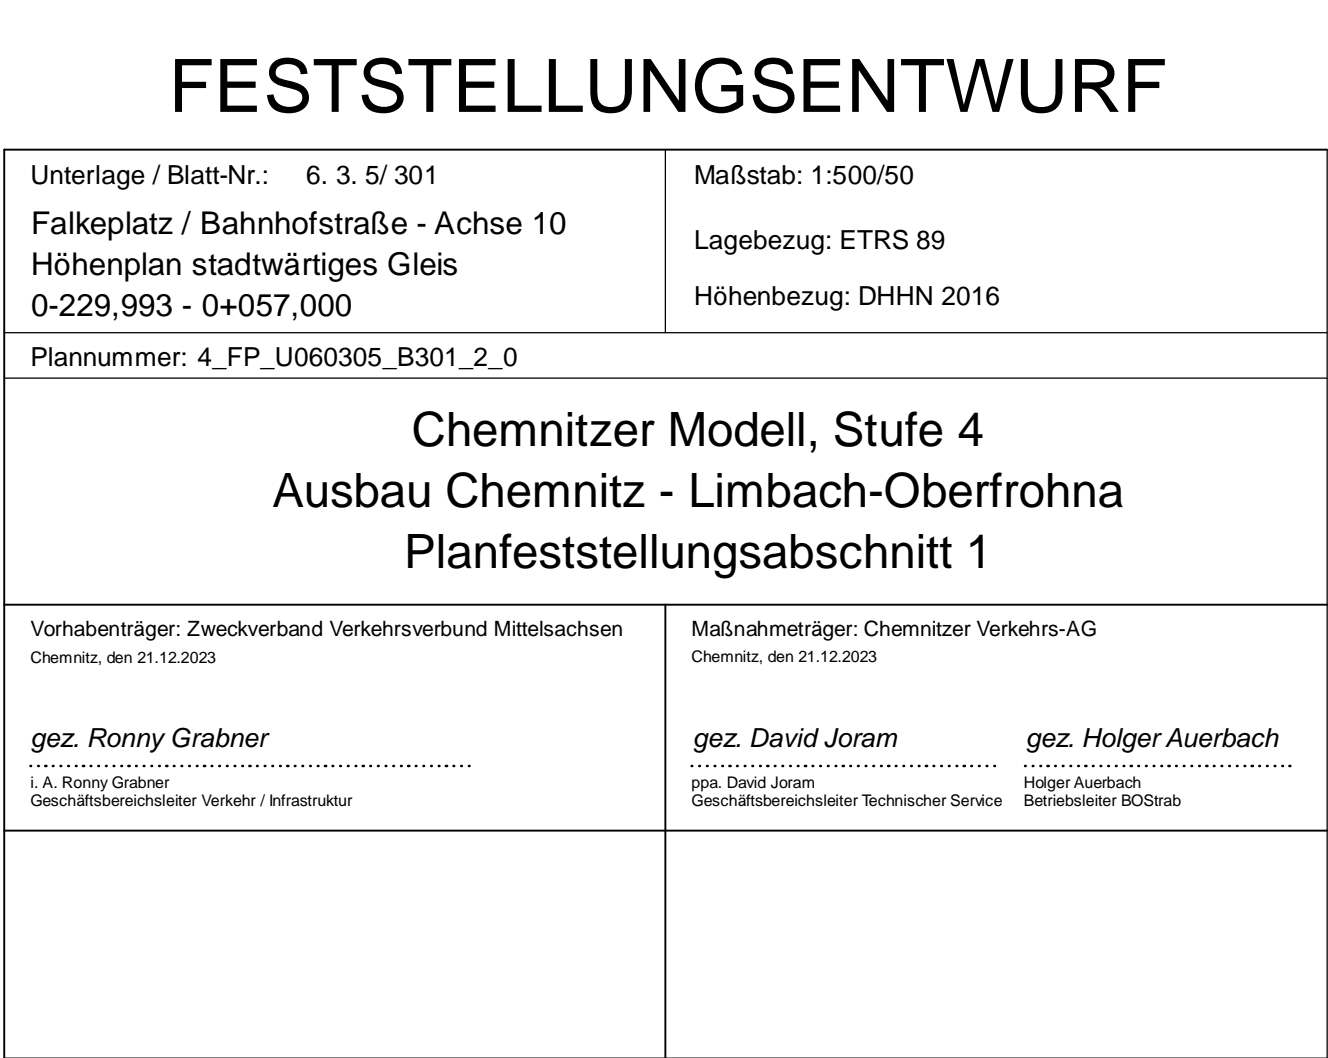 FESTSTELLUNGSENTWURF
Unterlage / Blatt-Nr.: 6. 3. 5/ 301
Falkeplatz / Bahnhofstraße - Achse 10
Höhenplan stadtwärtiges Gleis
0-229,993 - 0+057,000
Maßstab: 1:500/50
Lagebezug: ETRS 89
Höhenbezug: DHHN 2016
Plannummer: 4_FP_U060305_B301_2_0
Chemnitzer Modell, Stufe 4
Ausbau Chemnitz - Limbach-Oberfrohna
Planfeststellungsabschnitt 1
Vorhabenträger: Zweckverband Verkehrsverbund Mittelsachsen
Chemnitz, den 21.12.2023
gez. Ronny Grabner
i. A. Ronny Grabner
Geschäftsbereichsleiter Verkehr / Infrastruktur
Maßnahmeträger: Chemnitzer Verkehrs-AG
Chemnitz, den 21.12.2023
gez. David Joram
ppa. David Joram
Geschäftsbereichsleiter Technischer Service
gez. Holger Auerbach
Holger Auerbach
Betriebsleiter BOStrab